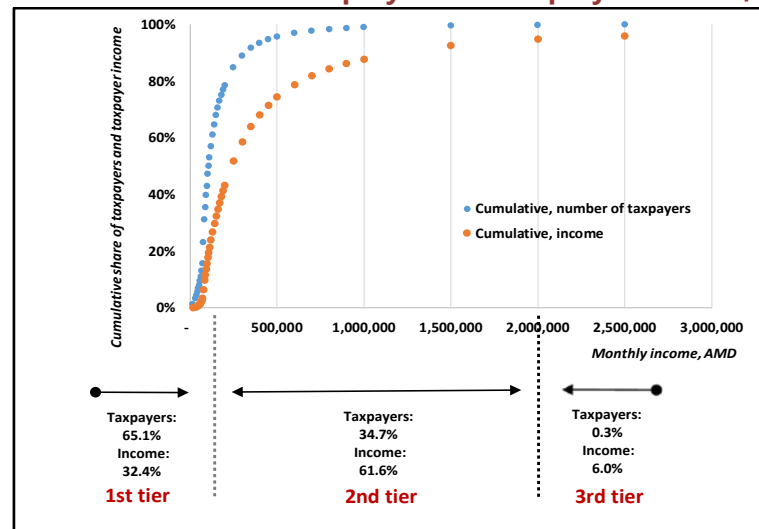 Cumulative share of taxpayers and taxpayer income
100%
80%
60%
40%
20%
0%
Cumulative, number of taxpayers
Cumulative, income
- 500,000 1,000,000 1,500,000 2,000,000 2,500,000 3,000,000
Monthly income, AMD
Taxpayers:
65.1%
Income:
32.4%
1st tier
Taxpayers:
34.7%
Income:
61.6%
2nd tier
Taxpayers:
0.3%
Income:
6.0%
3rd tier